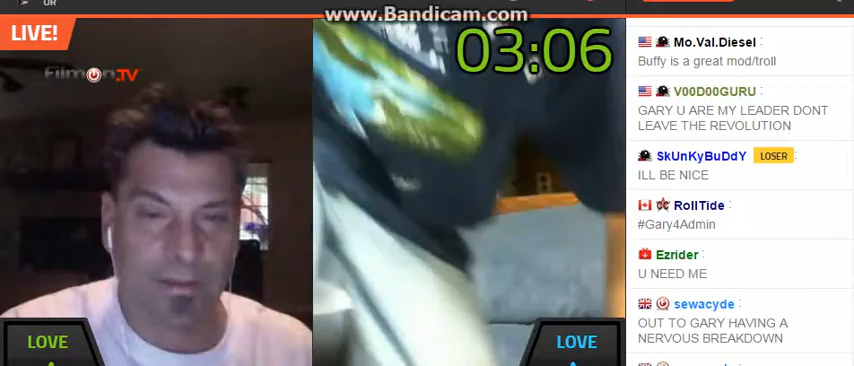 UR
www.Bandicam.com
LIVE!
FilmOn.TV
03:06
LOVE
LOVE
Mo.Val.Diesel :
Buffy is a great mod/troll
V00D00GURU :
GARY U ARE MY LEADER DONT
LEAVE THE REVOLUTION
SkUnKyBuDdY LOSER :
ILL BE NICE
RollTide :
#Gary4Admin
Ezrider :
U NEED ME
sewacyde :
OUT TO GARY HAVING A
NERVOUS BREAKDOWN